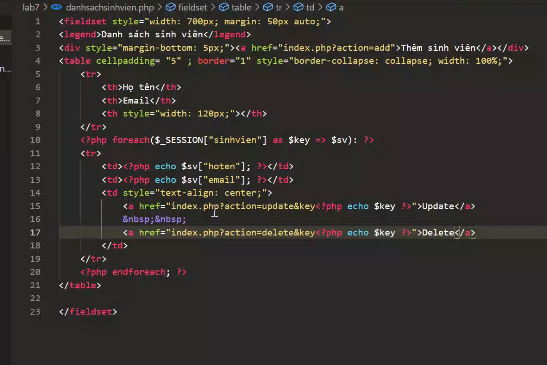 lab7 > danhsachsinhvien.php > fieldset > table > tr > td > a
1 <fieldset style="width: 700px; margin: 50px auto;">
2 <legend>Danh sách sinh viên</legend>
3 <div style="margin-bottom: 5px;"><a href="index.php?action=add">Thêm sinh viên</a></div>
4 <table cellpadding= "5" ; border="1" style="border-collapse: collapse; width: 100%;">
5 <tr>
6 <th>Họ tên</th>
7 <th>Email</th>
8 <th style="width: 120px;"></th>
9 </tr>
10 <?php foreach($_SESSION["sinhvien"] as $key => $sv): ?>
11 <tr>
12 <td><?php echo $sv["hoten"]; ?></td>
13 <td><?php echo $sv["email"]; ?></td>
14 <td style="text-align: center;">
15 <a href="index.php?action=update&key<?php echo $key ?>">Update</a>
16 &nbsp;&nbsp;
17 <a href="index.php?action=delete&key<?php echo $key ?>">Delete</a>
18 </td>
19 </tr>
20 <?php endforeach; ?>
21 </table>
22
23 </fieldset>